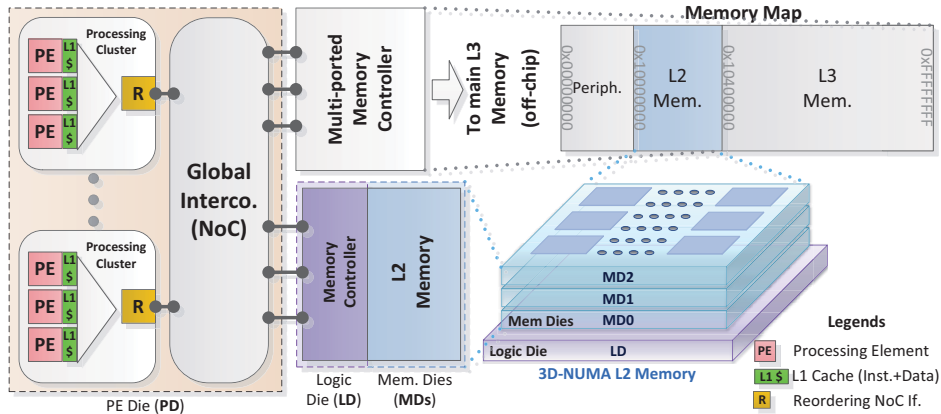 Processing
Cluster
PE
L1
$
PE
L1
$
PE
L1
$
R
Processing
Cluster
PE
L1
$
PE
L1
$
PE
L1
$
R
PE Die (PD)
Global
Interco.
(NoC)
Multi-ported
Memory
Controller
To main L3
Memory
(off-chip)
Memory Map
0x00000000
Periph.
0x10000000
L2
Mem.
0x10400000
L3
Mem.
0xFFFFFFFF
Memory
Controller
L2
Memory
Logic
Die (LD)
Mem. Dies
(MDs)
MD2
MD1
Mem Dies
MD0
Logic Die
LD
3D-NUMA L2 Memory
Legends
PE
Processing Element
L1 $
L1 Cache (Inst.+Data)
R
Reordering NoC If.